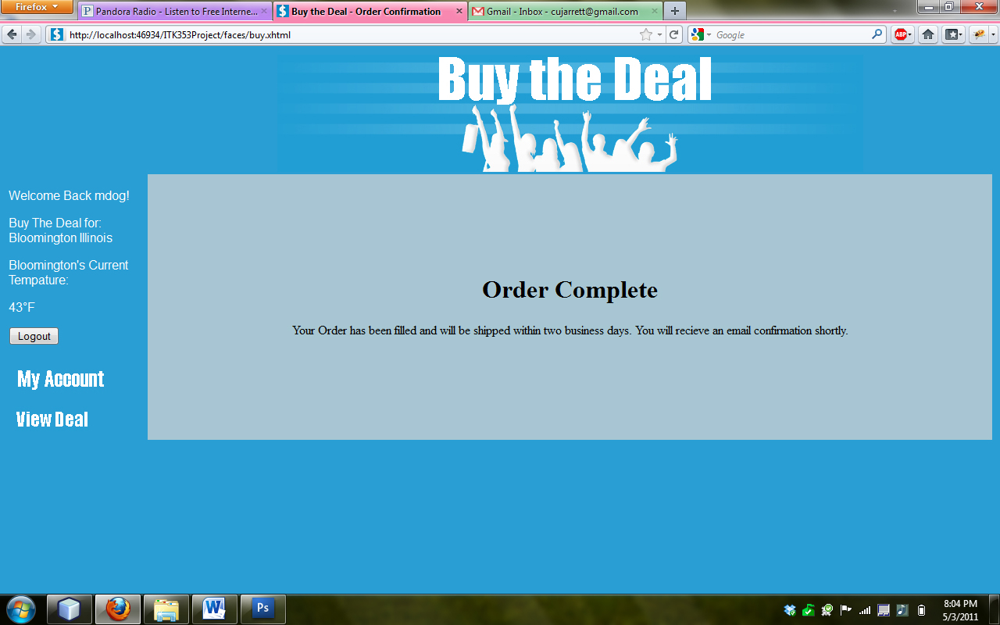 Firefox
Pandora Radio - Listen to Free Interne...
Buy the Deal - Order Confirmation
Gmail - Inbox - cujarrett@gmail.com
http://localhost:46934/ITK353Project/faces/buy.xhtml
Google
ABP
Buy the Deal
Welcome Back mdog!
Buy The Deal for:
Bloomington Illinois
Bloomington's Current
Tempature:
43°F
Logout
My Account
View Deal
Order Complete
Your Order has been filled and will be shipped within two business days. You will recieve an email confirmation shortly.
Ps
8:04 PM
5/3/2011